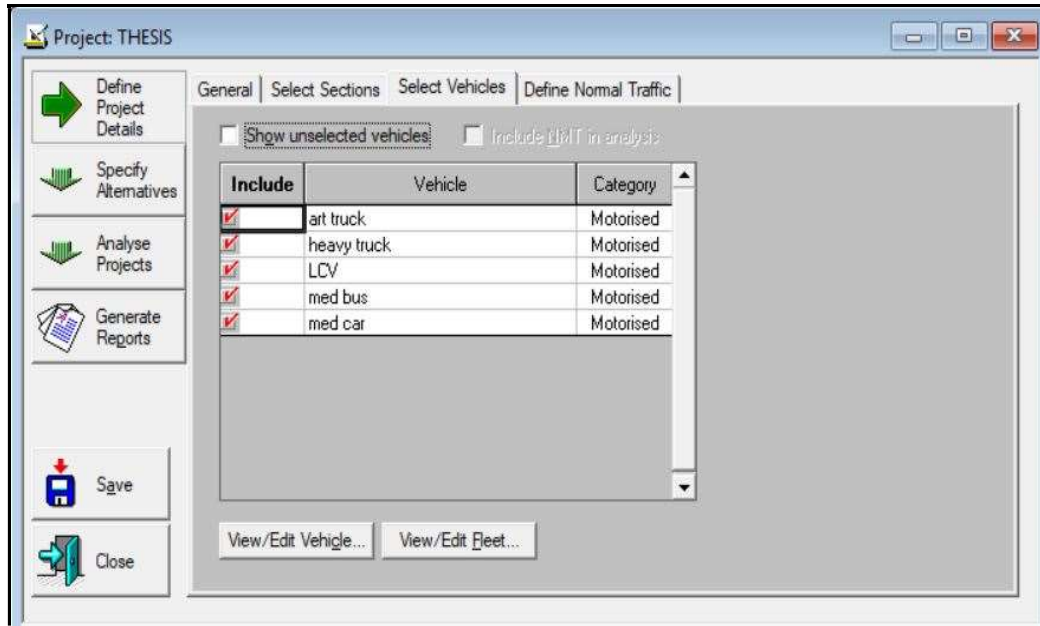 Project: THESIS
Define
Project
Details
Specify
Alternatives
Analyse
Projects
Generate
Reports
Save
Close
General
Select Sections
Select Vehicles
Define Normal Traffic
Show unselected vehicles
Include NMT in analysis
Include Vehicle Category
art truck Motorised
heavy truck Motorised
LCV Motorised
med bus Motorised
med car Motorised
View/Edit Vehicle...
View/Edit Fleet...